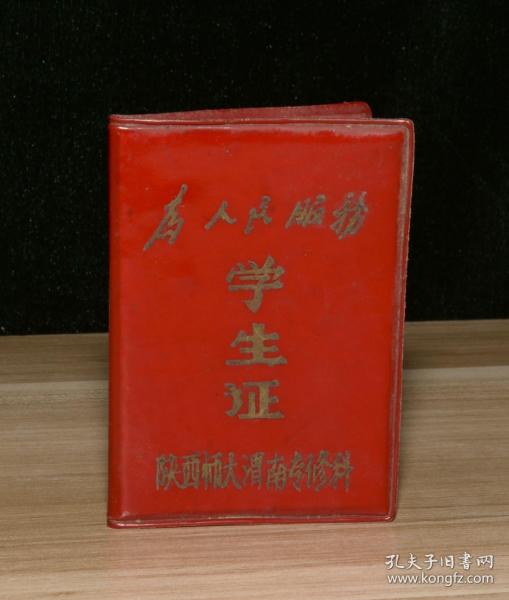 为人民服務
学
生
证
陕西师大渭南专修科
孔夫子旧书网
www.kongfz.com